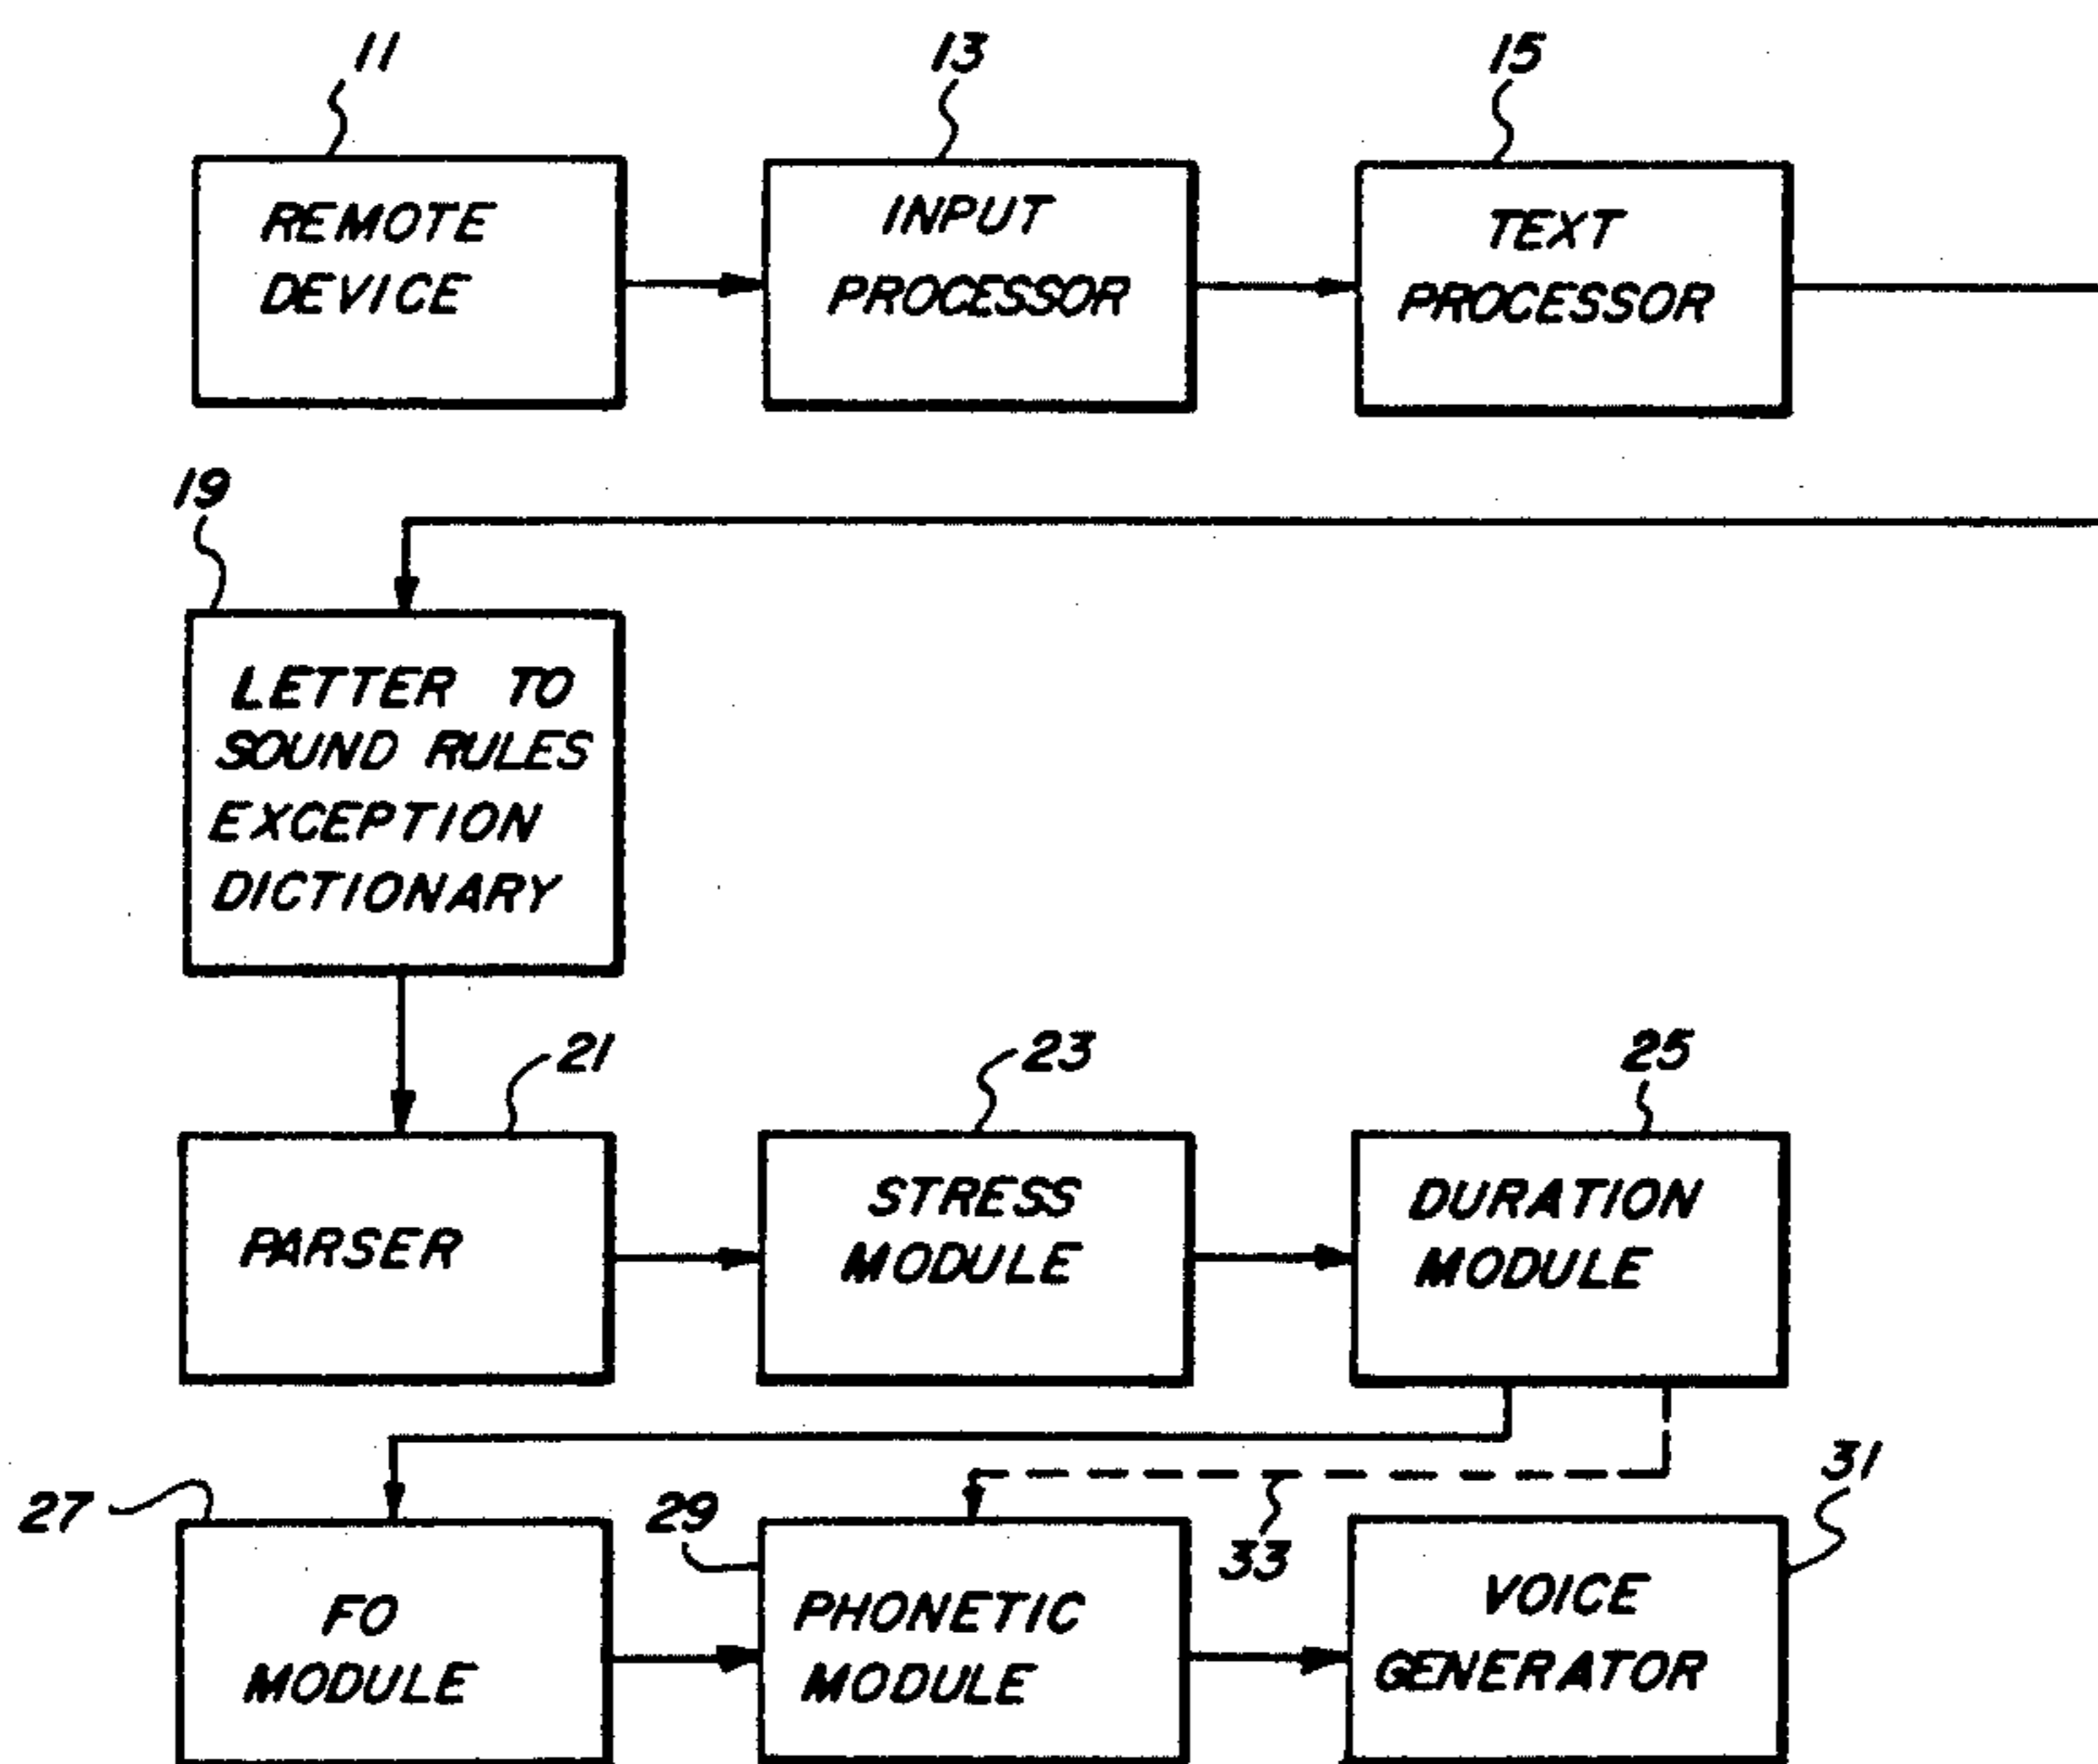 11
13
15
REMOTE
DEVICE
INPUT
PROCESSOR
TEXT
PROCESSOR
19
LETTER TO
SOUND RULES
EXCEPTION
DICTIONARY
21
23
25
PARSER
STRESS
MODULE
DURATION
MODULE
27
29
33
31
FO
MODULE
PHONETIC
MODULE
VOICE
GENERATOR